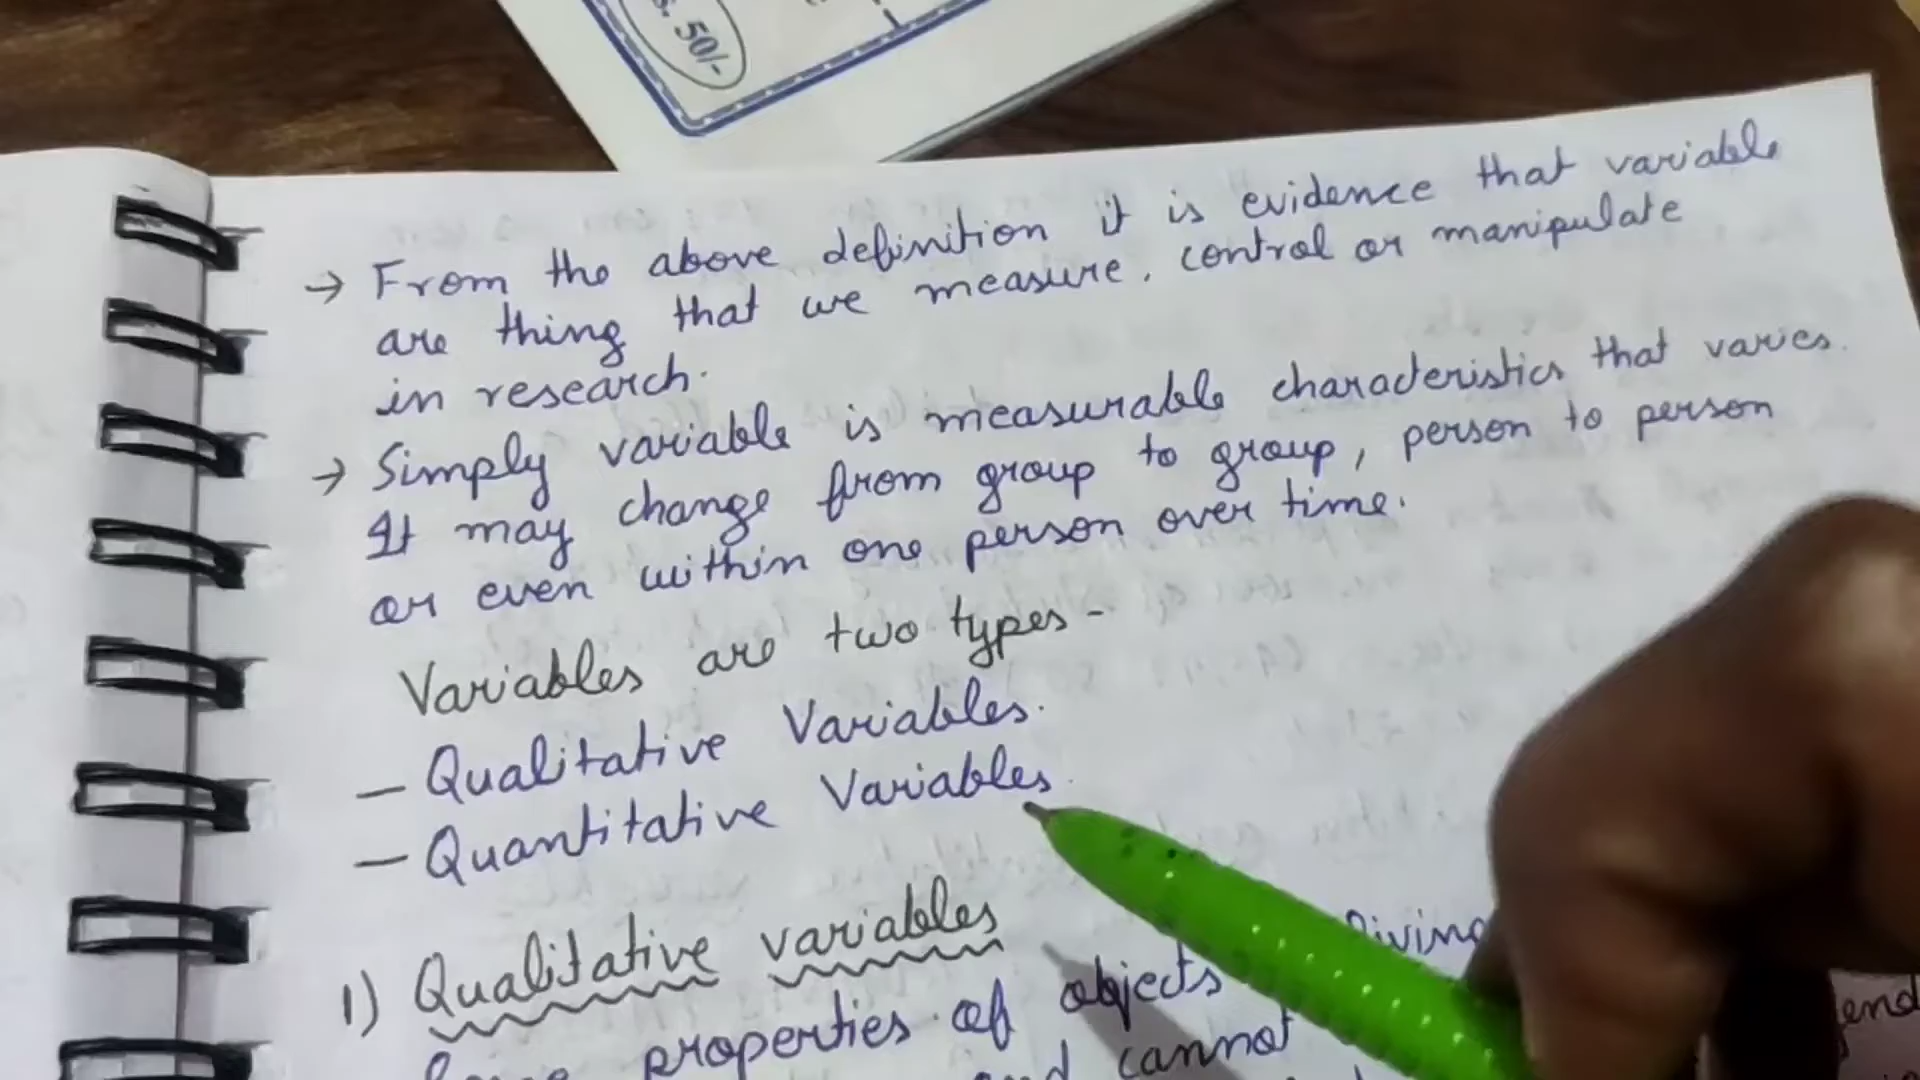 50/-
→ From the above definition it is evidence that variable
are thing that we measure, control or manipulate
in research.
→ Simply variable is measurable characteristics that varies.
It may change from group to group, person to person
or even within one person over time.
Variables are two types -
— Qualitative Variables.
— Quantitative Variables.
1) Qualitative variables
properties of objects living
and cannot